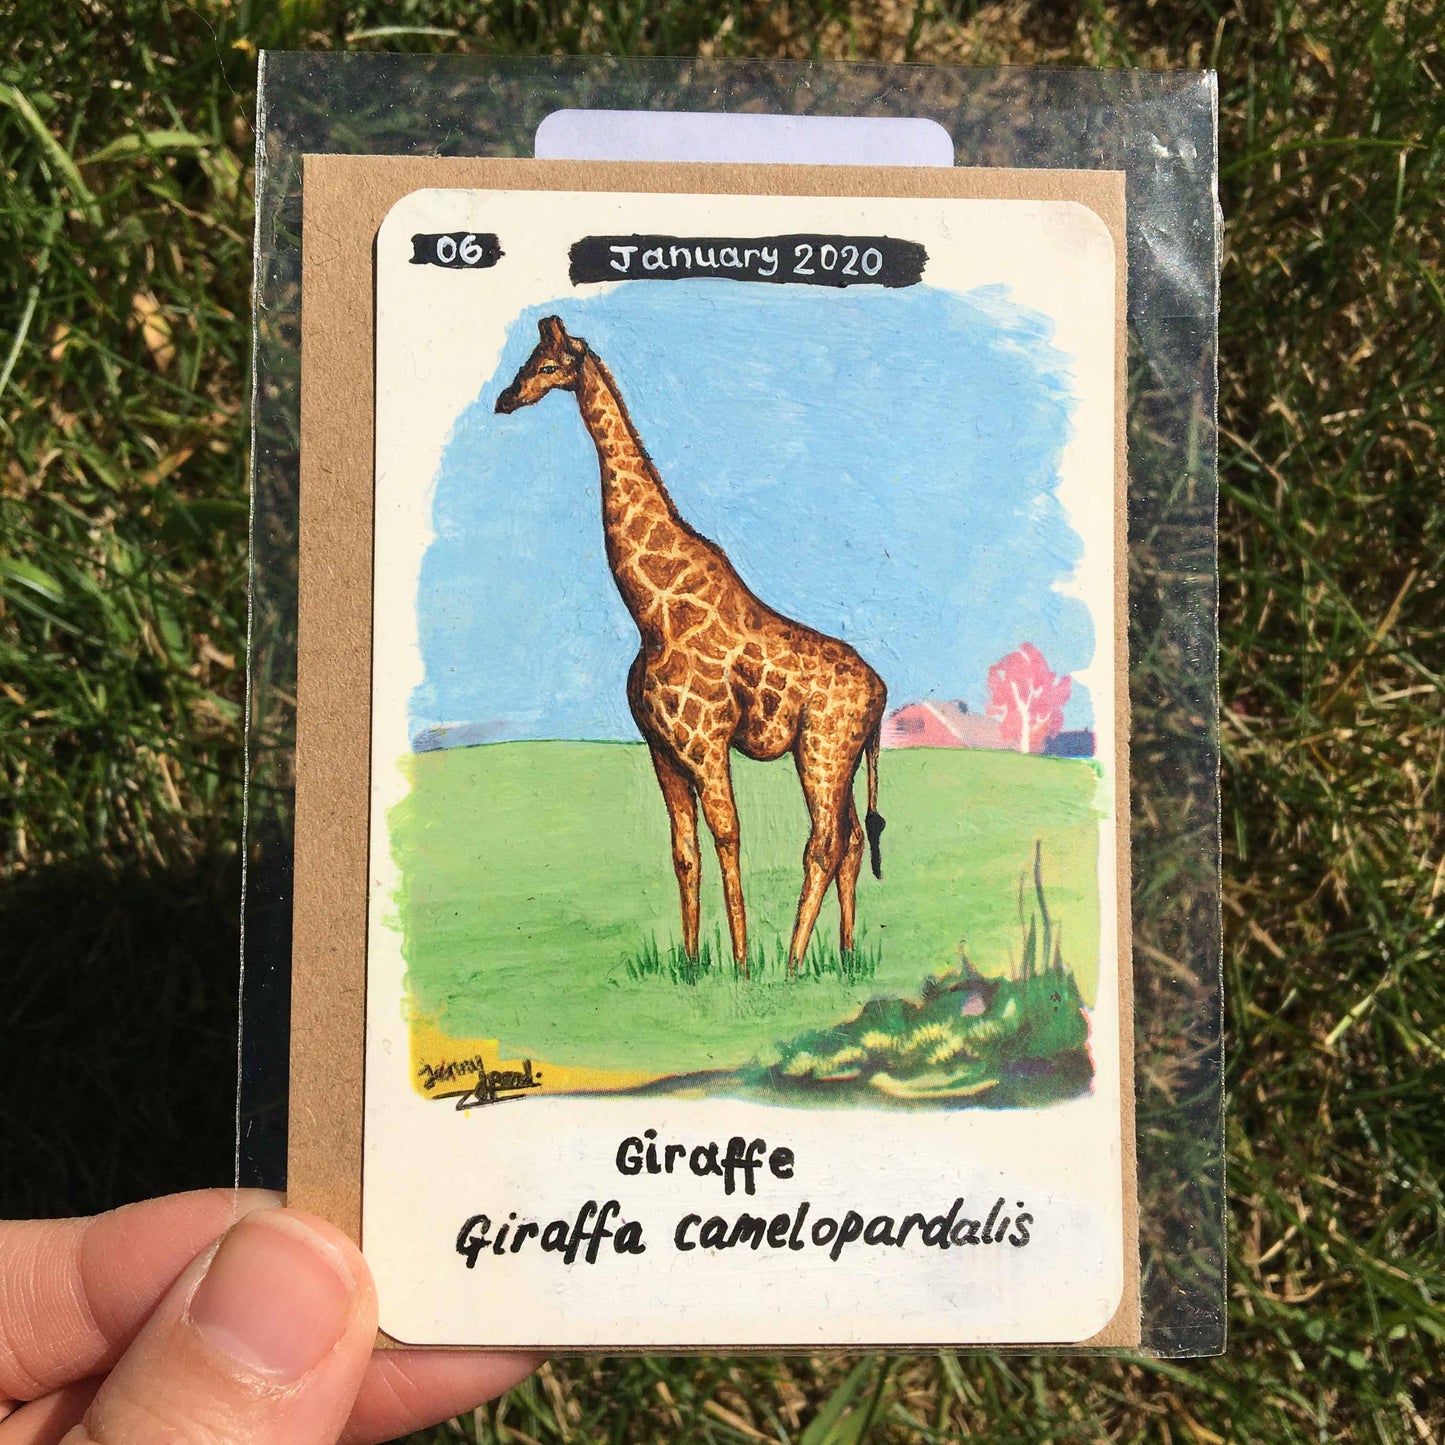 06
January 2020
Giraffe
Giraffa camelopardalis